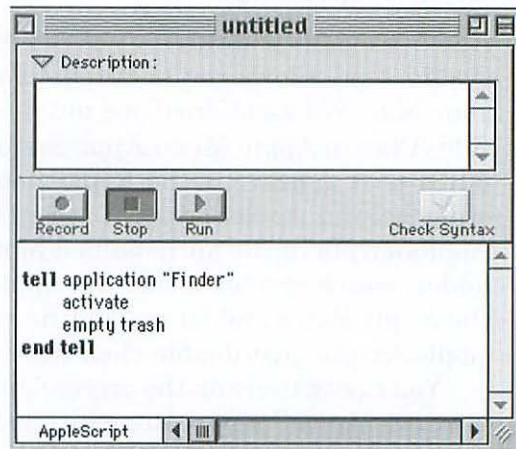 untitled
Description:
Record Stop Run Check Syntax
tell application "Finder"
activate
empty trash
end tell
AppleScript